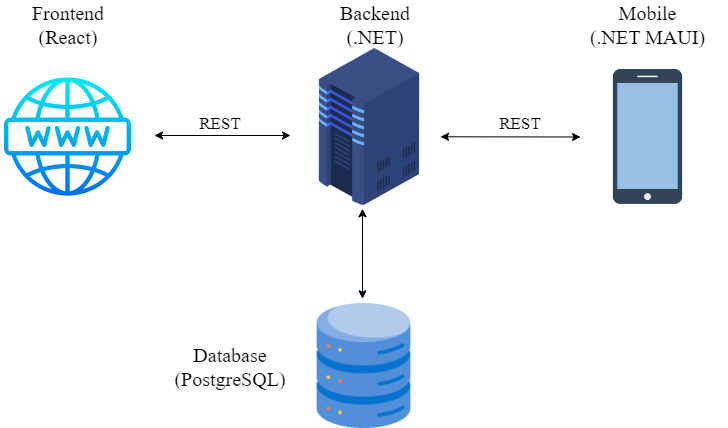 Frontend
(React)
Backend
(.NET)
Mobile
(.NET MAUI)
WWW
REST
REST
Database
(PostgreSQL)